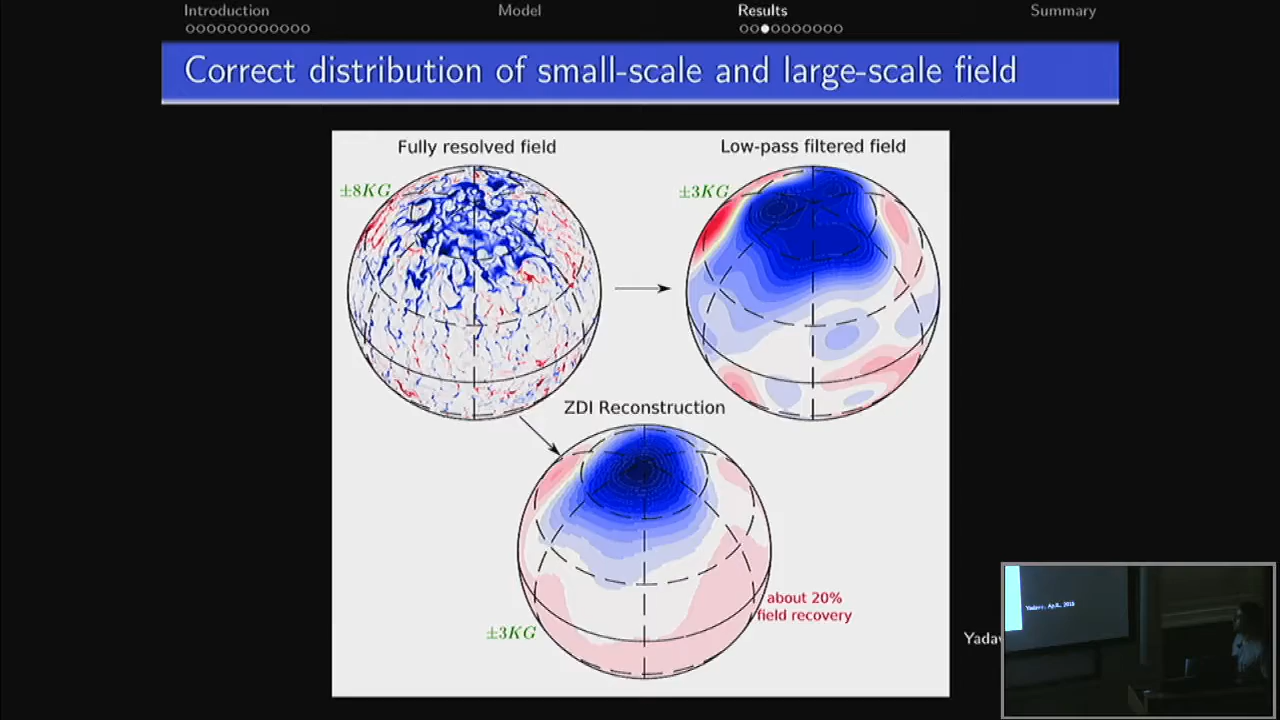 Introduction
Model
Results
Summary
Correct distribution of small-scale and large-scale field
Fully resolved field
Low-pass filtered field
±8KG
±3KG
ZDI Reconstruction
about 20%
field recovery
±3KG
2015